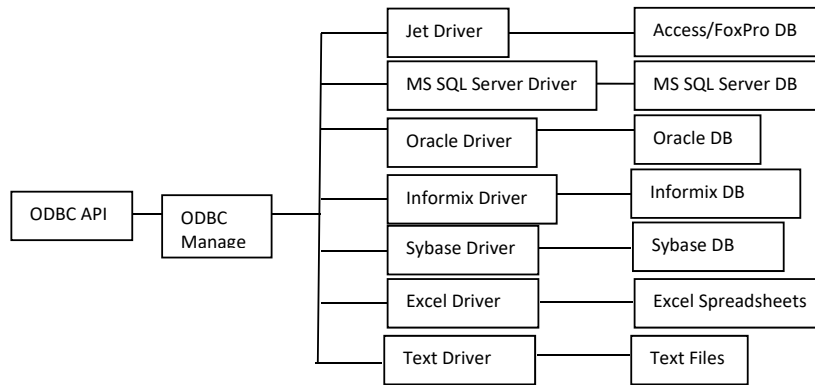 Jet Driver
Access/FoxPro DB
MS SQL Server Driver
MS SQL Server DB
Oracle Driver
Oracle DB
Informix Driver
Informix DB
ODBC API
ODBC
Manage
Sybase Driver
Sybase DB
Excel Driver
Excel Spreadsheets
Text Driver
Text Files